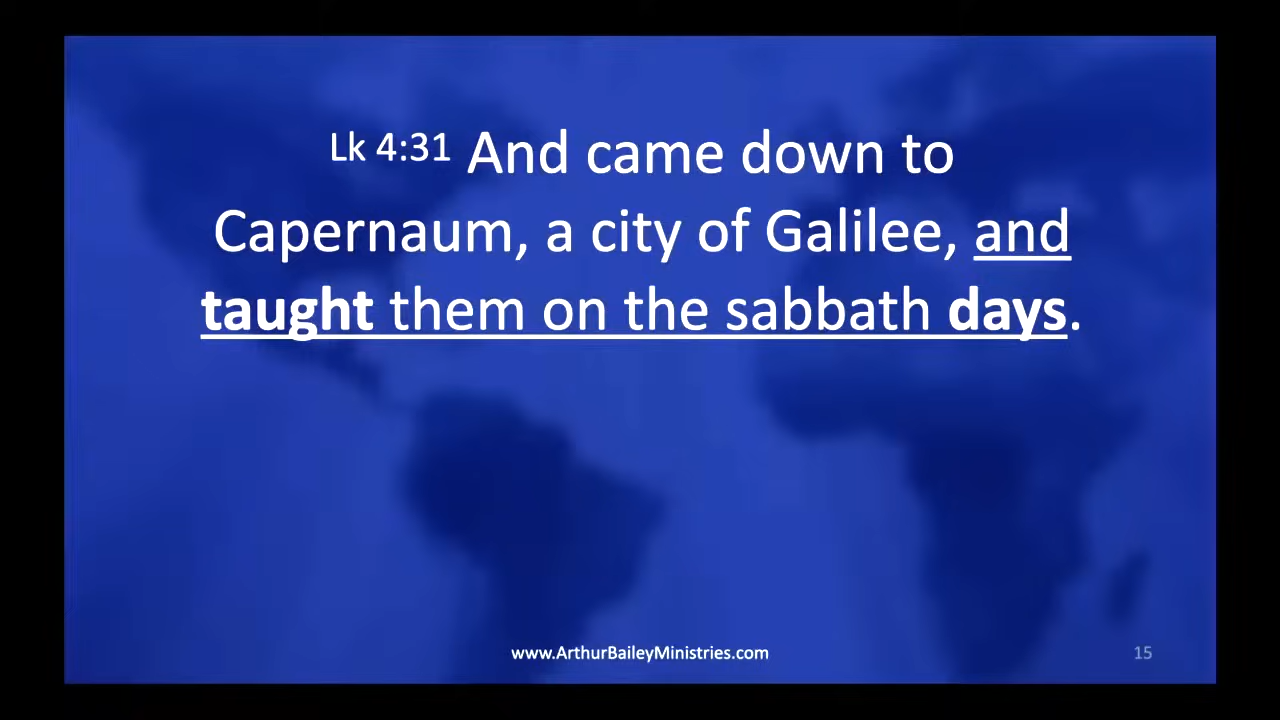 Lk 4:31 And came down to
Capernaum, a city of Galilee, and
taught them on the sabbath days.
www.ArthurBaileyMinistries.com
15